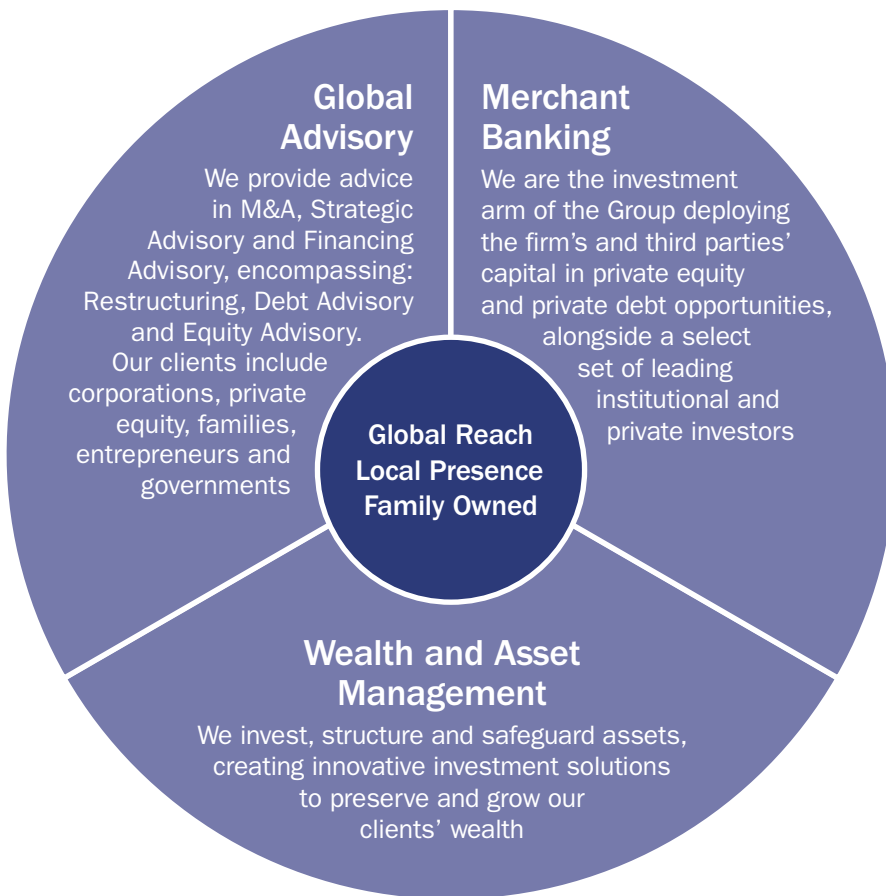 Global
Advisory
We provide advice
in M&A, Strategic
Advisory and Financing
Advisory, encompassing:
Restructuring, Debt Advisory
and Equity Advisory.
Our clients include
corporations, private
equity, families,
entrepreneurs and
governments
Merchant
Banking
We are the investment
arm of the Group deploying
the firm’s and third parties’
capital in private equity
and private debt opportunities,
alongside a select
set of leading
institutional and
private investors
Global Reach
Local Presence
Family Owned
Wealth and Asset
Management
We invest, structure and safeguard assets,
creating innovative investment solutions
to preserve and grow our
clients’ wealth